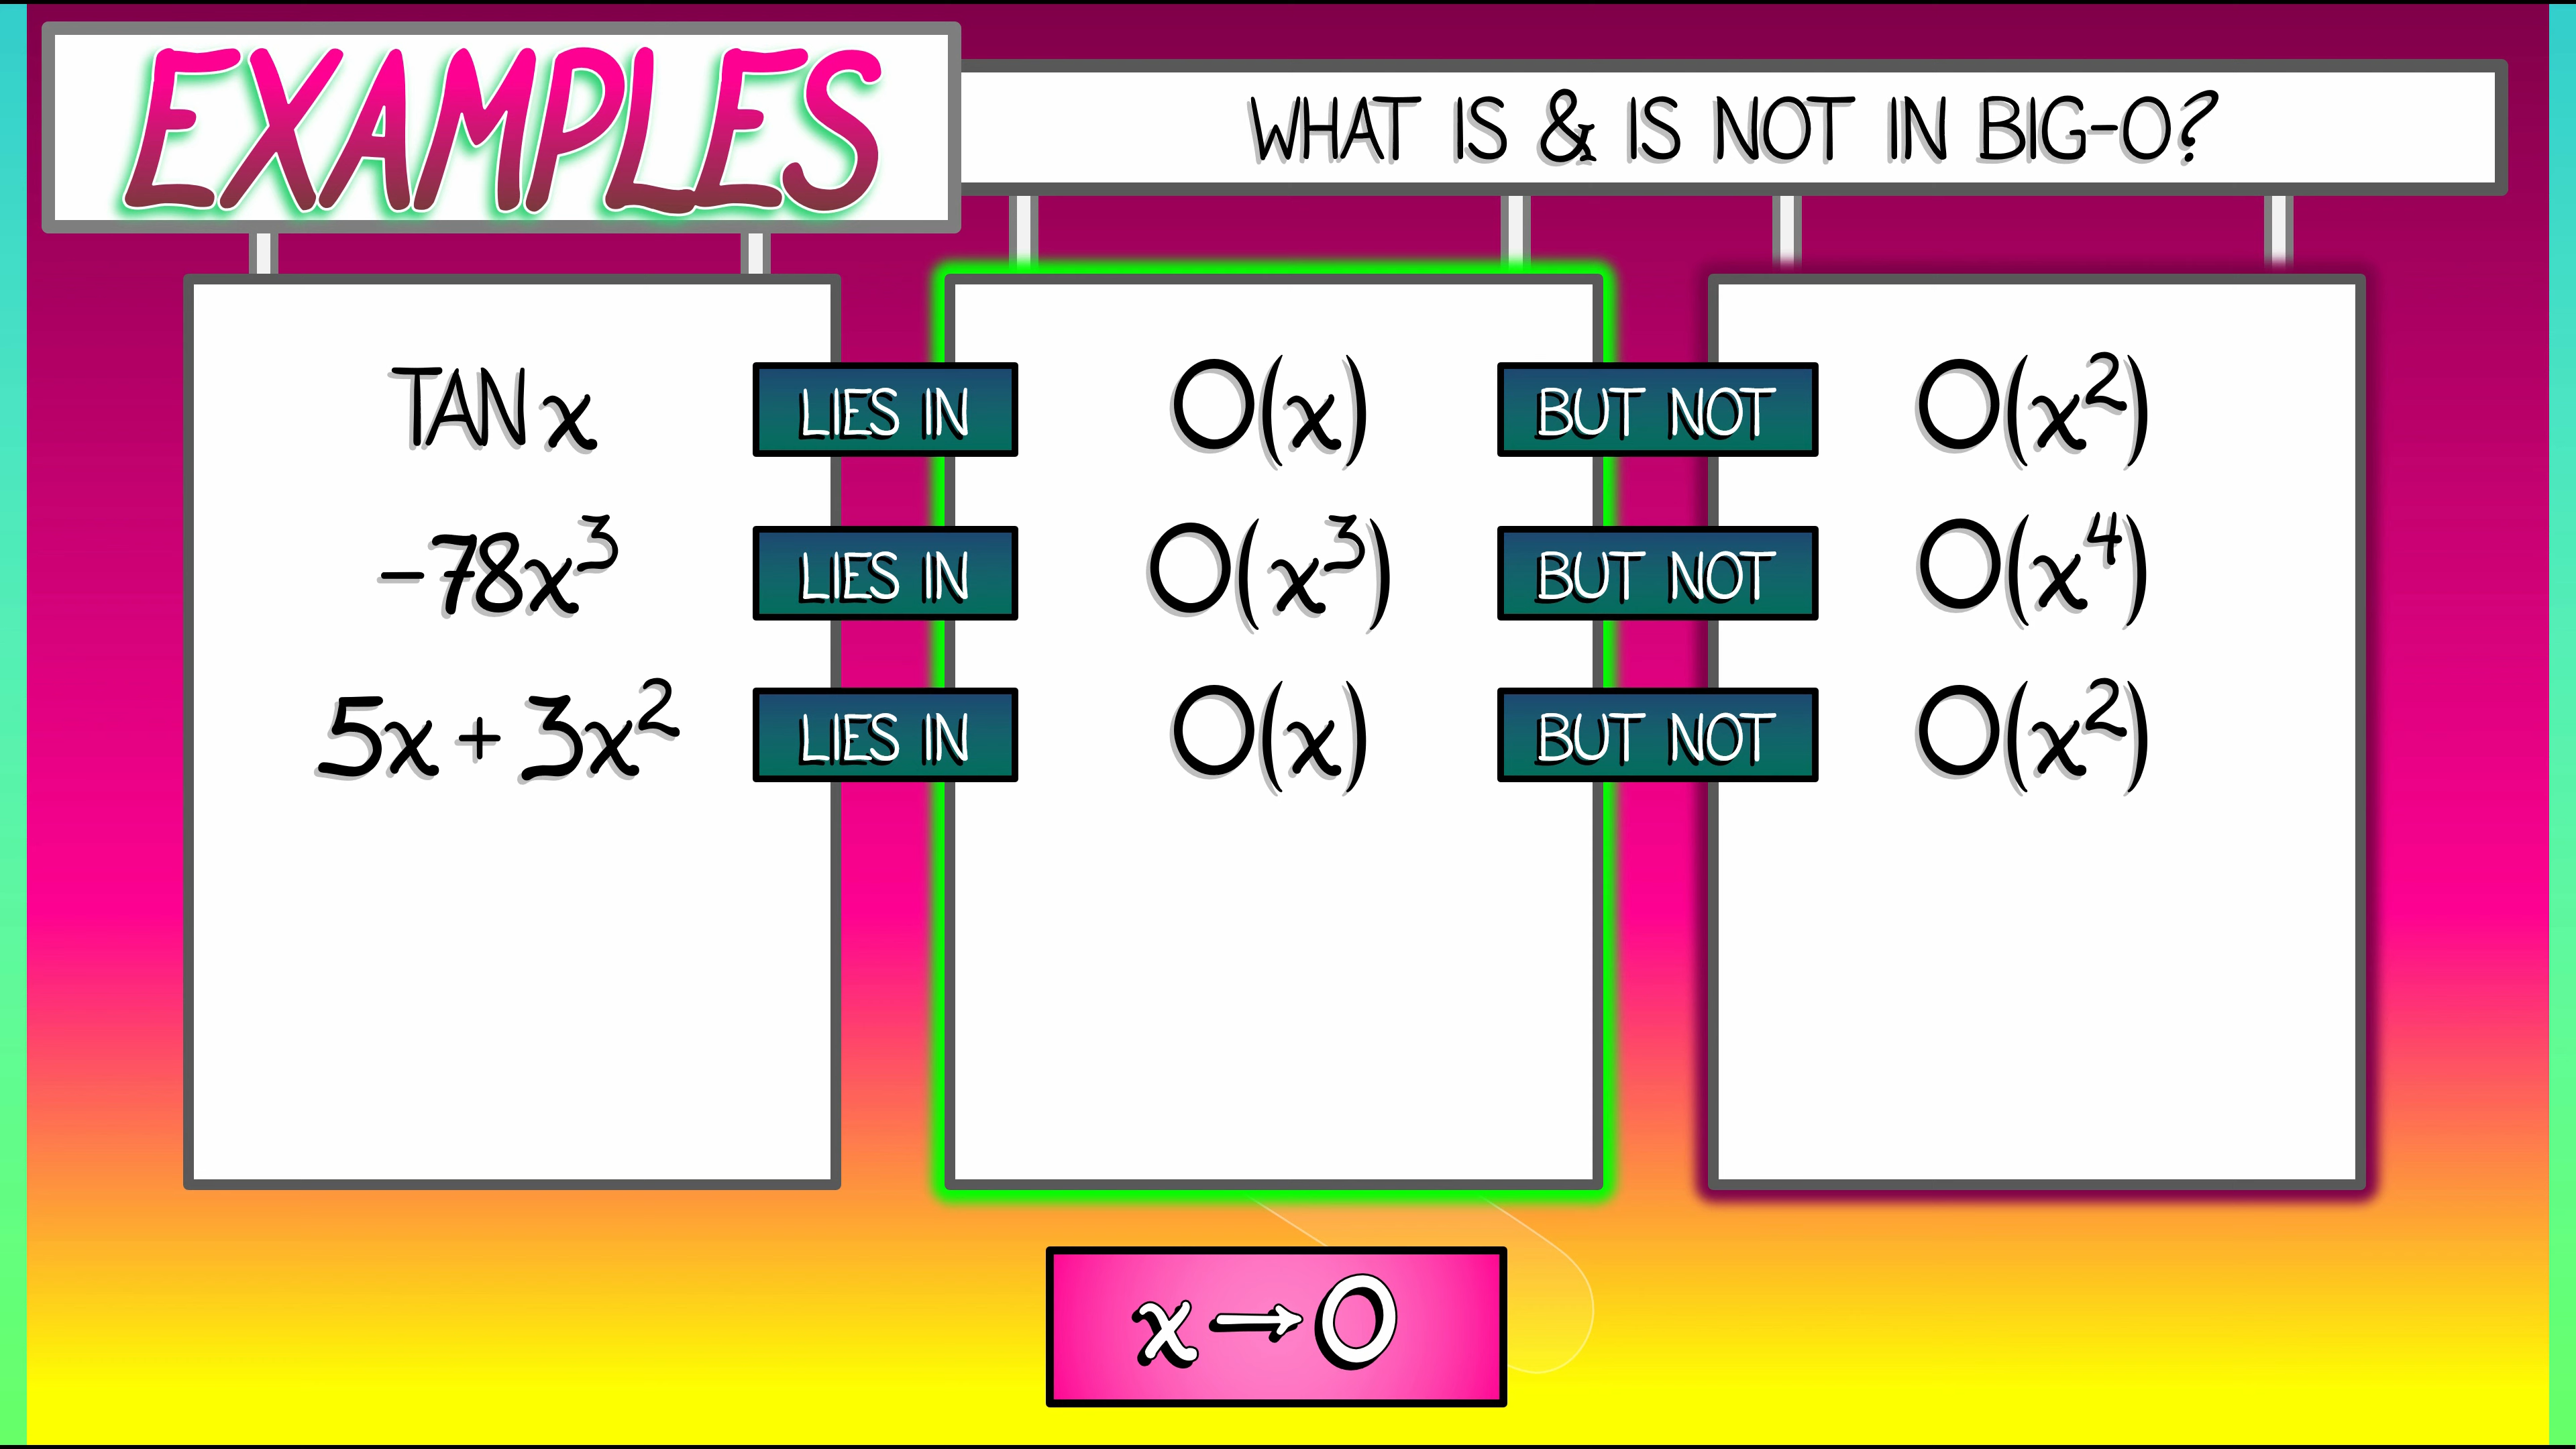 EXAMPLES
WHAT IS & IS NOT IN BIG-O?
TAN x LIES IN O(x) BUT NOT O(x²)
-78x³ LIES IN O(x³) BUT NOT O(x⁴)
5x + 3x² LIES IN O(x) BUT NOT O(x²)
x → 0